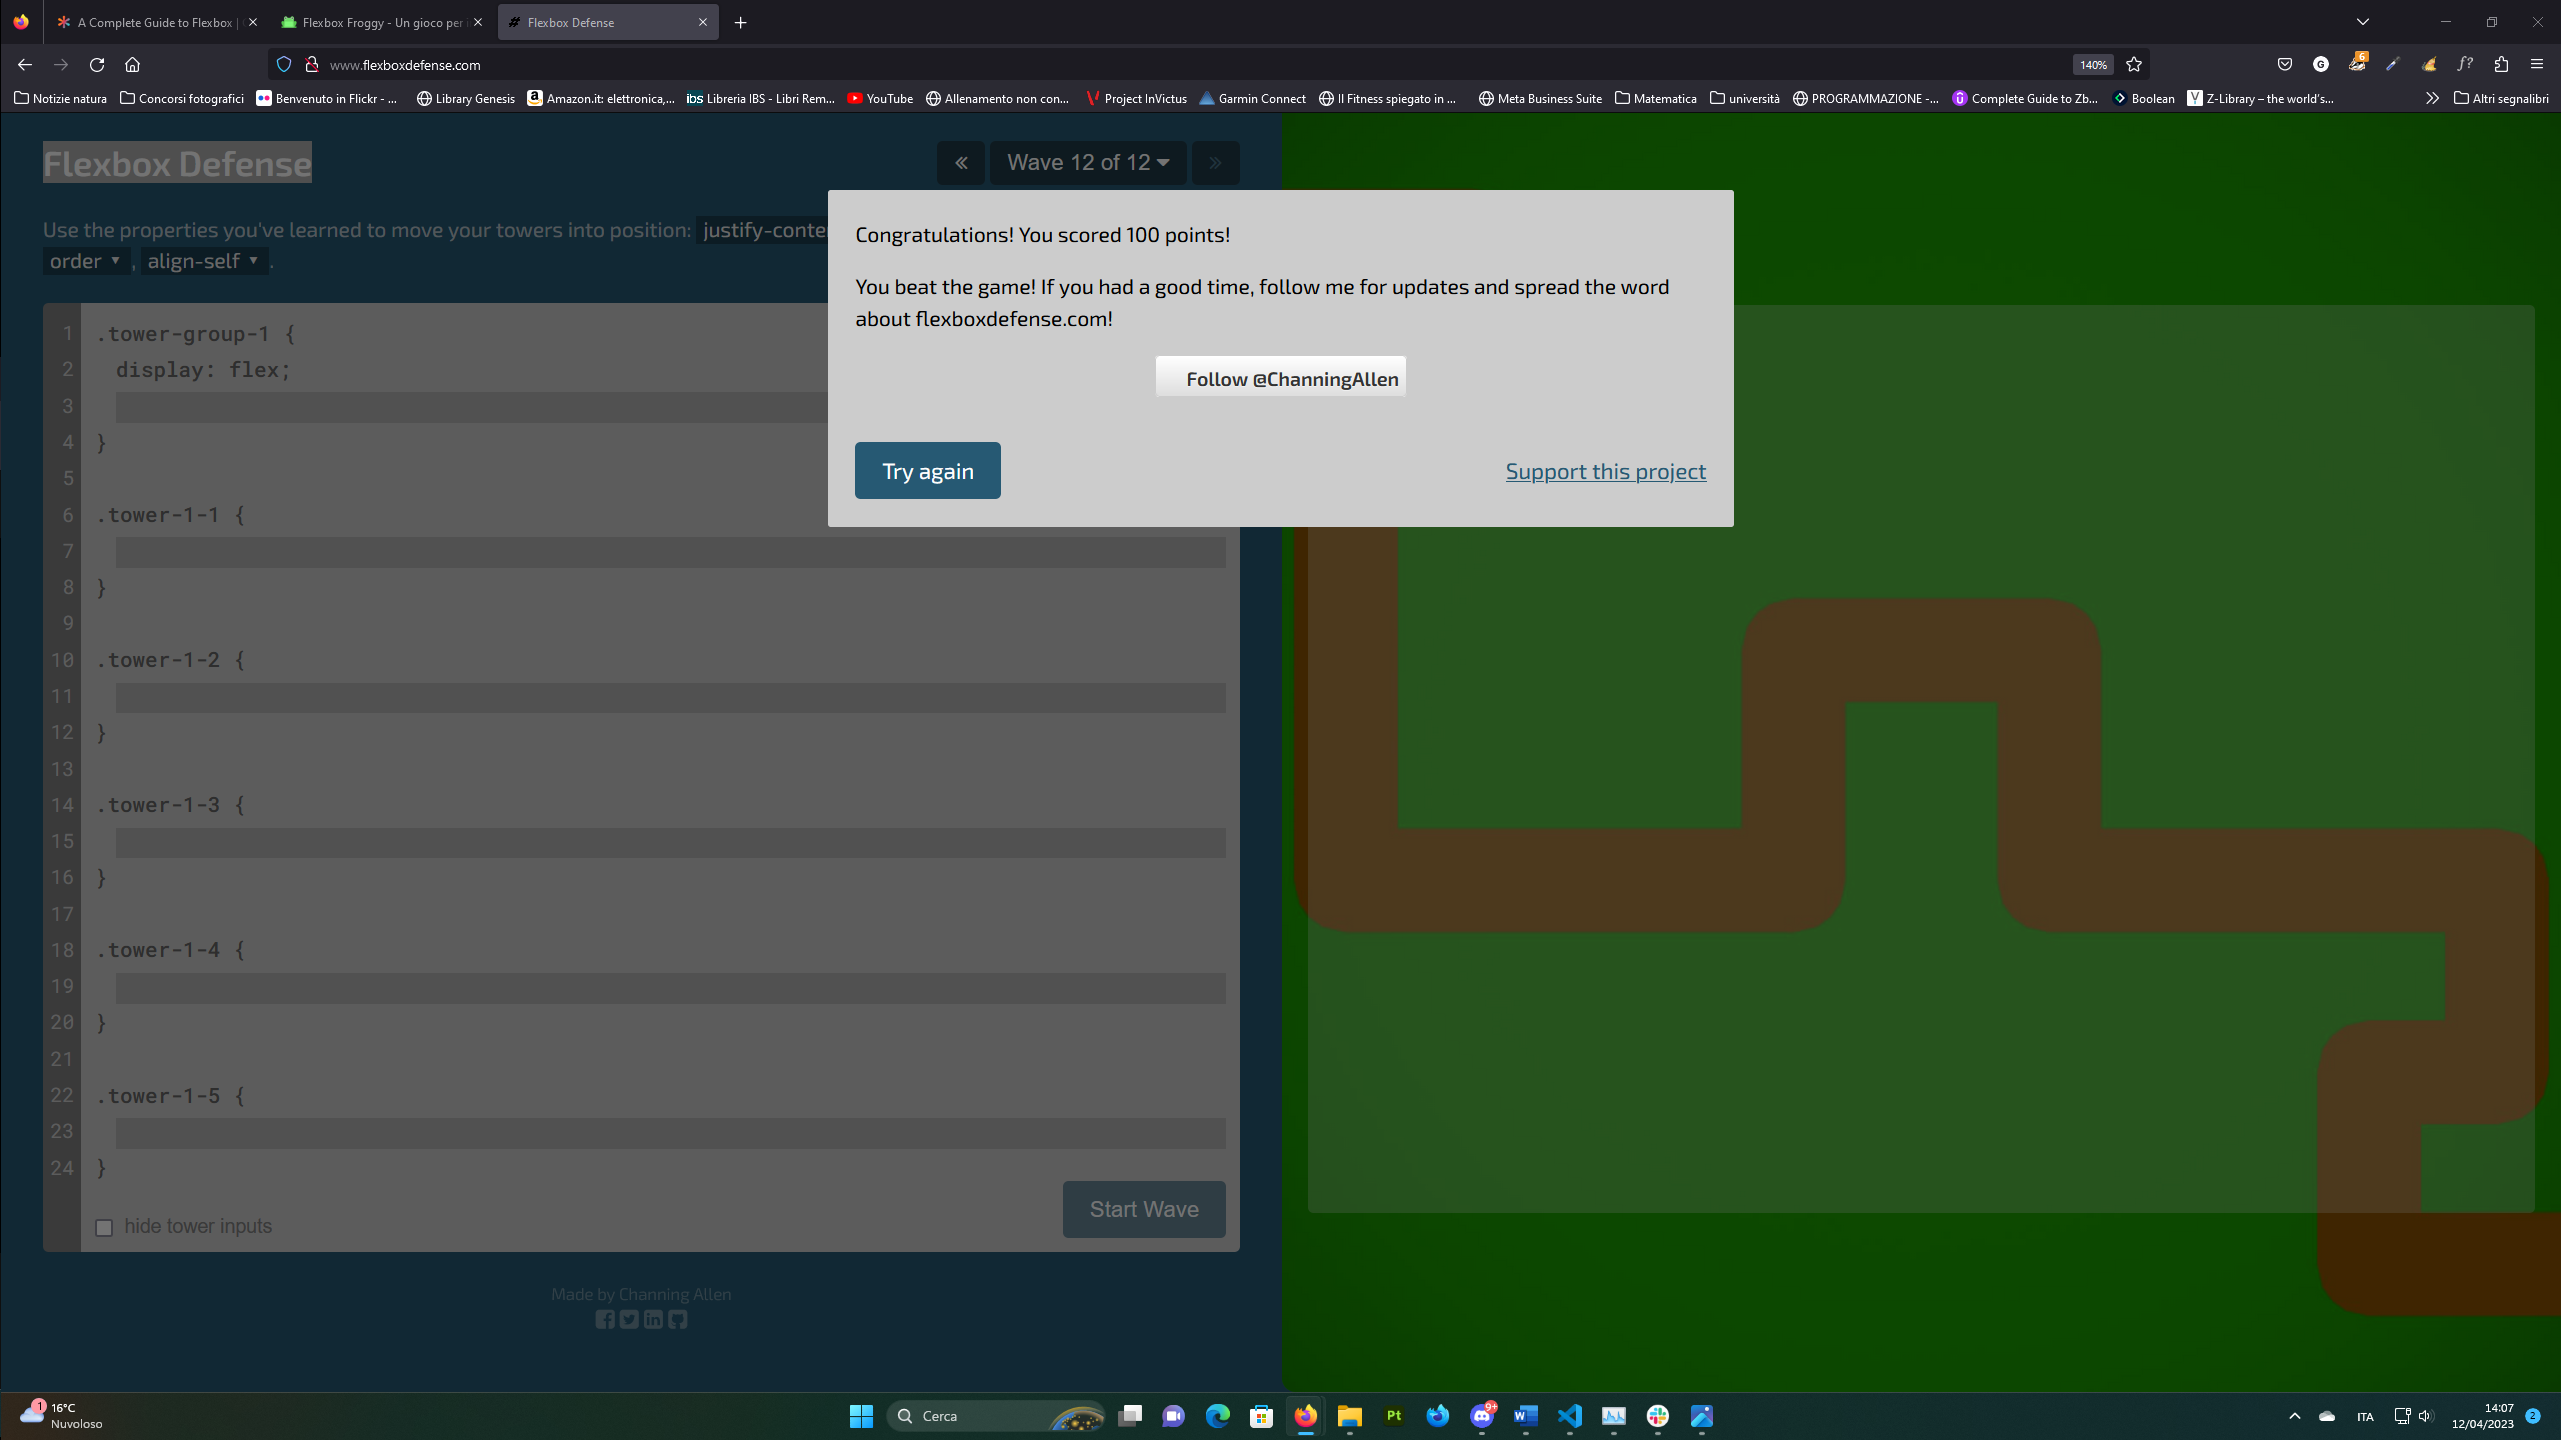 A Complete Guide to Flexbox |
Flexbox Froggy - Un gioco per i
Flexbox Defense
www.flexboxdefense.com
140%
6
Notizie natura
Concorsi fotografici
Benvenuto in Flickr - ...
Library Genesis
Amazon.it: elettronica,...
ibs Libreria IBS - Libri Rem...
YouTube
Allenamento non con...
Project InVictus
Garmin Connect
Il Fitness spiegato in ...
Meta Business Suite
Matematica
università
PROGRAMMAZIONE -...
Complete Guide to Zb...
Boolean
Z-Library – the world's...
Altri segnalibri
Flexbox Defense
Wave 12 of 12
Use the properties you've learned to move your towers into position: justify-conte
order ▼, align-self ▼.
Congratulations! You scored 100 points!
You beat the game! If you had a good time, follow me for updates and spread the word
about flexboxdefense.com!
Follow @ChanningAllen
Try again
Support this project
1 .tower-group-1 {
2 display: flex;
3
4 }
5
6 .tower-1-1 {
7
8 }
9
10 .tower-1-2 {
11
12 }
13
14 .tower-1-3 {
15
16 }
17
18 .tower-1-4 {
19
20 }
21
22 .tower-1-5 {
23
24 }
hide tower inputs
Start Wave
Made by Channing Allen
1
16°C
Nuvoloso
Cerca
Pt
9+
ITA
14:07
12/04/2023
2